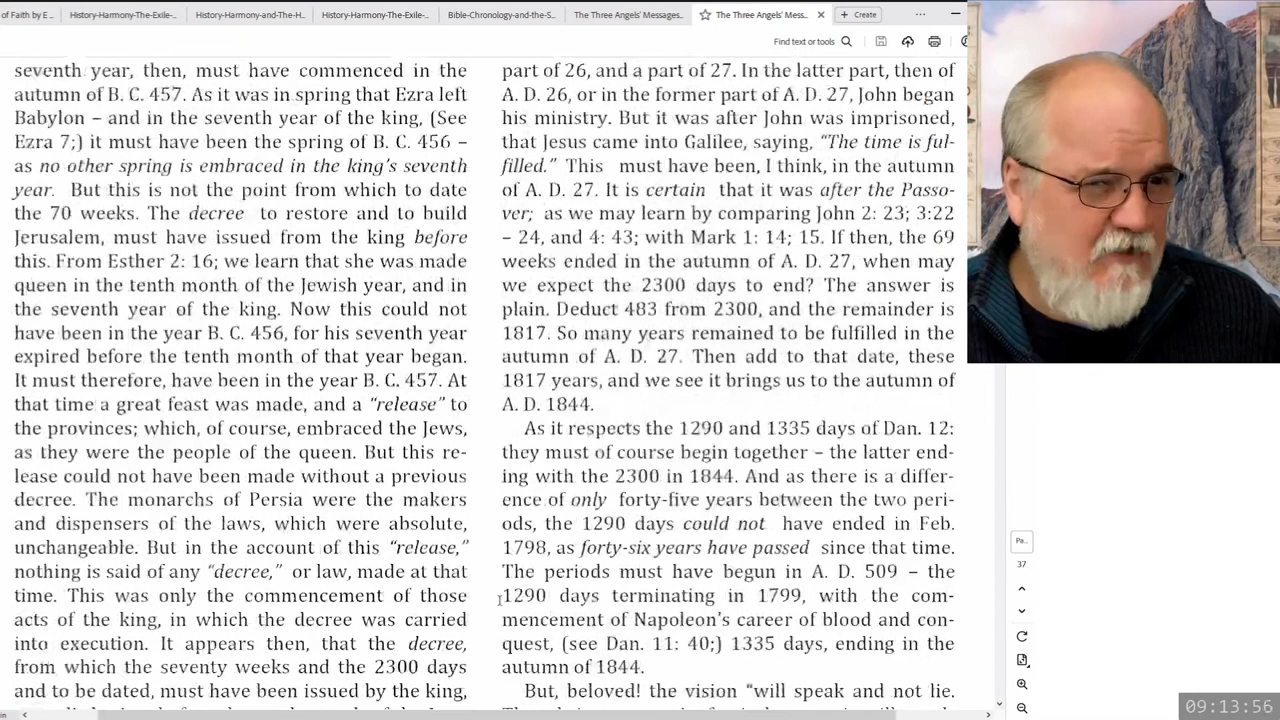 of Faith by E...
History-Harmony-The-Exile-...
History-Harmony-and-The-H...
History-Harmony-The-Exile-...
Bible-Chronology-and-the-S...
The Three Angels' Messages...
The Three Angels' Mess...
Create
Find text or tools
seventh year, then, must have commenced in the
autumn of B. C. 457. As it was in spring that Ezra left
Babylon – and in the seventh year of the king, (See
Ezra 7;) it must have been the spring of B. C. 456 –
as no other spring is embraced in the king's seventh
year. But this is not the point from which to date
the 70 weeks. The decree to restore and to build
Jerusalem, must have issued from the king before
this. From Esther 2: 16; we learn that she was made
queen in the tenth month of the Jewish year, and in
the seventh year of the king. Now this could not
have been in the year B. C. 456, for his seventh year
expired before the tenth month of that year began.
It must therefore, have been in the year B. C. 457. At
that time a great feast was made, and a "release" to
the provinces; which, of course, embraced the Jews,
as they were the people of the queen. But this re-
lease could not have been made without a previous
decree. The monarchs of Persia were the makers
and dispensers of the laws, which were absolute,
unchangeable. But in the account of this "release,"
nothing is said of any "decree," or law, made at that
time. This was only the commencement of those
acts of the king, in which the decree was carried
into execution. It appears then, that the decree,
from which the seventy weeks and the 2300 days
and to be dated, must have been issued by the king,
part of 26, and a part of 27. In the latter part, then of
A. D. 26, or in the former part of A. D. 27, John began
his ministry. But it was after John was imprisoned,
that Jesus came into Galilee, saying, "The time is ful-
filled." This must have been, I think, in the autumn
of A. D. 27. It is certain that it was after the Passo-
ver; as we may learn by comparing John 2: 23; 3:22
– 24, and 4: 43; with Mark 1: 14; 15. If then, the 69
weeks ended in the autumn of A. D. 27, when may
we expect the 2300 days to end? The answer is
plain. Deduct 483 from 2300, and the remainder is
1817. So many years remained to be fulfilled in the
autumn of A. D. 27. Then add to that date, these
1817 years, and we see it brings us to the autumn of
A. D. 1844.
As it respects the 1290 and 1335 days of Dan. 12:
they must of course begin together – the latter end-
ing with the 2300 in 1844. And as there is a differ-
ence of only forty-five years between the two peri-
ods, the 1290 days could not have ended in Feb.
1798, as forty-six years have passed since that time.
The periods must have begun in A. D. 509 – the
1290 days terminating in 1799, with the com-
mencement of Napoleon's career of blood and con-
quest, (see Dan. 11: 40;) 1335 days, ending in the
autumn of 1844.
But, beloved! the vision "will speak and not lie.
Pa...
37
in
09:13:56